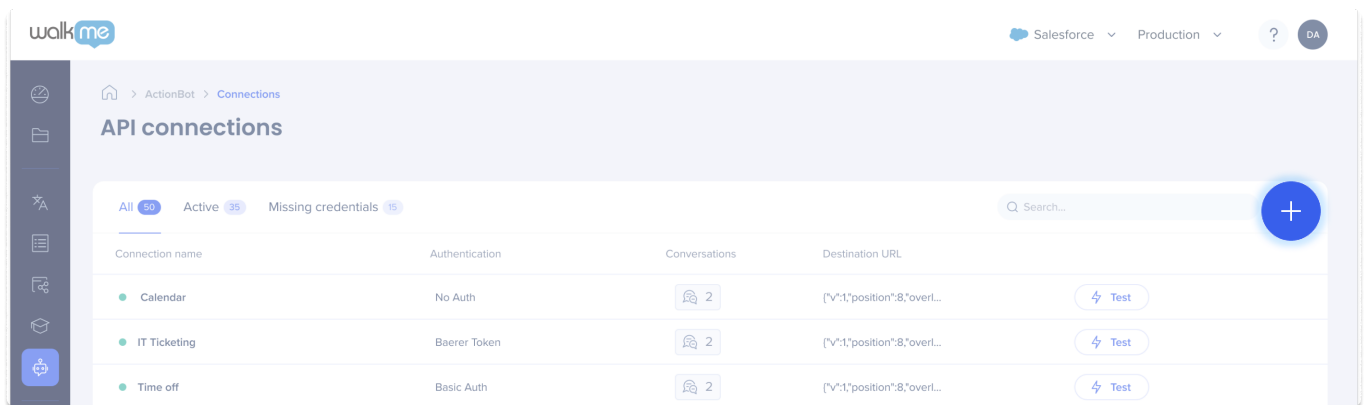 walkme
Salesforce Production ? DA
ActionBot > Connections
API connections
All 50 Active 35 Missing credentials 15 Search...
Connection name Authentication Conversations Destination URL
Calendar No Auth 2 {"v":1,"position":8,"overl... Test
IT Ticketing Baerer Token 2 {"v":1,"position":8,"overl... Test
Time off Basic Auth 2 {"v":1,"position":8,"overl... Test